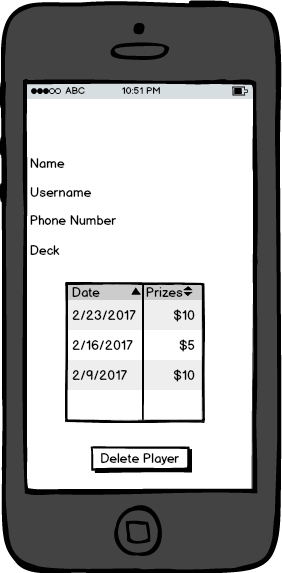 ABC 10:51 PM
Name
Username
Phone Number
Deck
Date Prizes
2/23/2017 $10
2/16/2017 $5
2/9/2017 $10
Delete Player